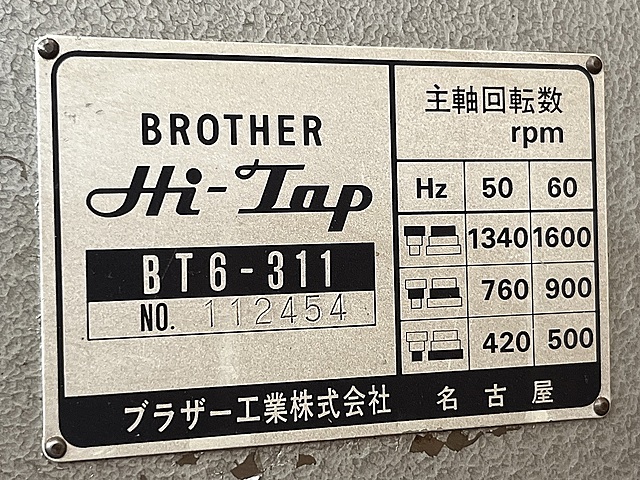 BROTHER
Hi-Tap
BT6-311
NO. 112454
主軸回転数
rpm
Hz 50 60
1340 1600
760 900
420 500
ブラザー工業株式会社 名古屋